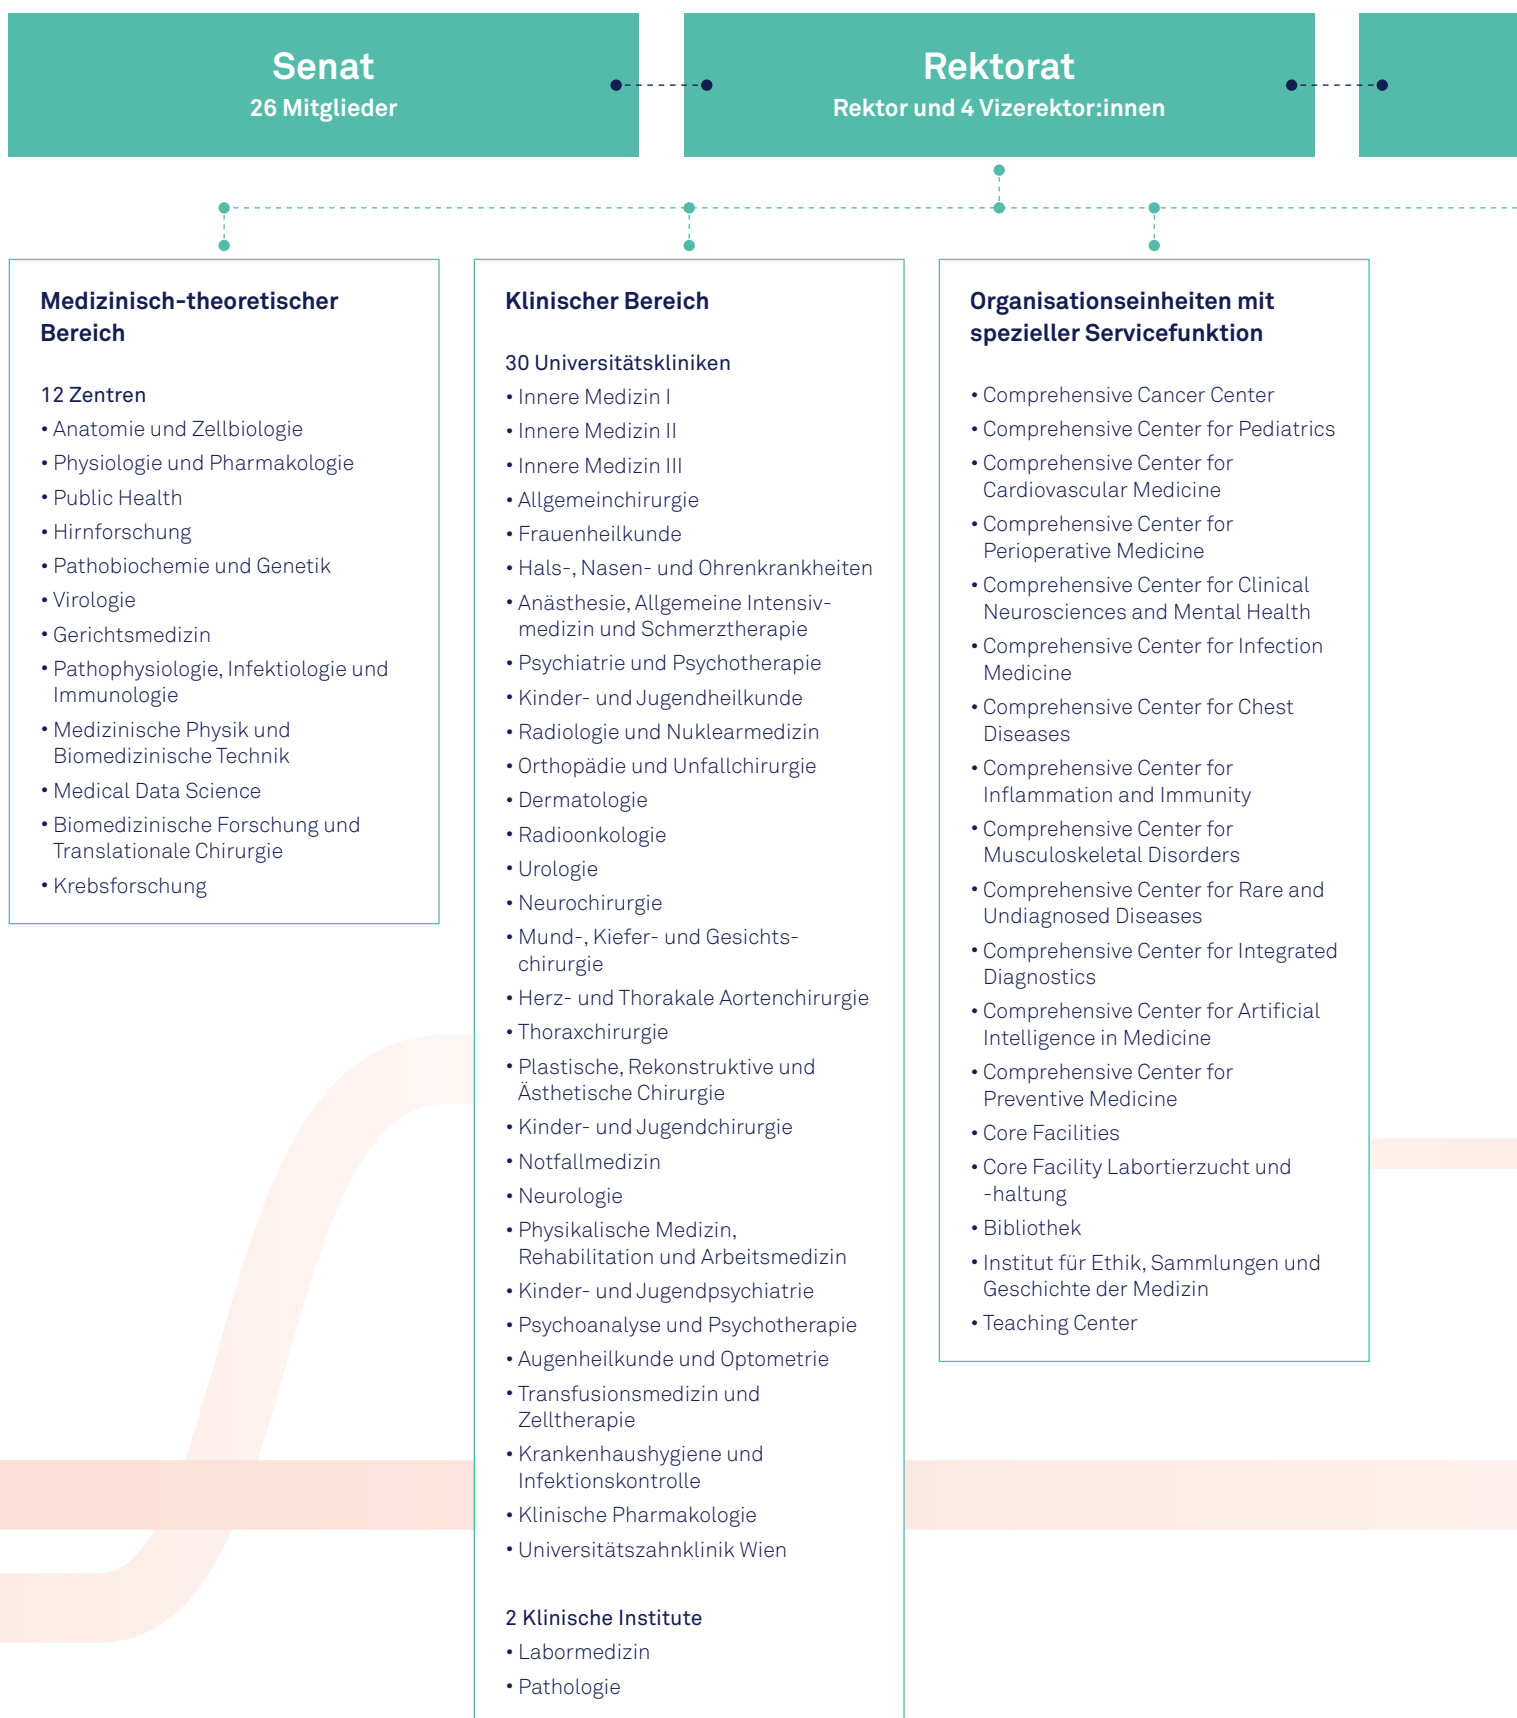 Senat
26 Mitglieder
Rektorat
Rektor und 4 Vizerektor:innen
Medizinisch-theoretischer
Bereich
12 Zentren
• Anatomie und Zellbiologie
• Physiologie und Pharmakologie
• Public Health
• Hirnforschung
• Pathobiochemie und Genetik
• Virologie
• Gerichtsmedizin
• Pathophysiologie, Infektiologie und
Immunologie
• Medizinische Physik und
Biomedizinische Technik
• Medical Data Science
• Biomedizinische Forschung und
Translationale Chirurgie
• Krebsforschung
Klinischer Bereich
30 Universitätskliniken
• Innere Medizin I
• Innere Medizin II
• Innere Medizin III
• Allgemeinchirurgie
• Frauenheilkunde
• Hals-, Nasen- und Ohrenkrankheiten
• Anästhesie, Allgemeine Intensiv-
medizin und Schmerztherapie
• Psychiatrie und Psychotherapie
• Kinder- und Jugendheilkunde
• Radiologie und Nuklearmedizin
• Orthopädie und Unfallchirurgie
• Dermatologie
• Radioonkologie
• Urologie
• Neurochirurgie
• Mund-, Kiefer- und Gesichts-
chirurgie
• Herz- und Thorakale Aortenchirurgie
• Thoraxchirurgie
• Plastische, Rekonstruktive und
Ästhetische Chirurgie
• Kinder- und Jugendchirurgie
• Notfallmedizin
• Neurologie
• Physikalische Medizin,
Rehabilitation und Arbeitsmedizin
• Kinder- und Jugendpsychiatrie
• Psychoanalyse und Psychotherapie
• Augenheilkunde und Optometrie
• Transfusionsmedizin und
Zelltherapie
• Krankenhaushygiene und
Infektionskontrolle
• Klinische Pharmakologie
• Universitätszahnklinik Wien
2 Klinische Institute
• Labormedizin
• Pathologie
Organisationseinheiten mit
spezieller Servicefunktion
• Comprehensive Cancer Center
• Comprehensive Center for Pediatrics
• Comprehensive Center for
Cardiovascular Medicine
• Comprehensive Center for
Perioperative Medicine
• Comprehensive Center for Clinical
Neurosciences and Mental Health
• Comprehensive Center for Infection
Medicine
• Comprehensive Center for Chest
Diseases
• Comprehensive Center for
Inflammation and Immunity
• Comprehensive Center for
Musculoskeletal Disorders
• Comprehensive Center for Rare and
Undiagnosed Diseases
• Comprehensive Center for Integrated
Diagnostics
• Comprehensive Center for Artificial
Intelligence in Medicine
• Comprehensive Center for
Preventive Medicine
• Core Facilities
• Core Facility Labortierzucht und
-haltung
• Bibliothek
• Institut für Ethik, Sammlungen und
Geschichte der Medizin
• Teaching Center